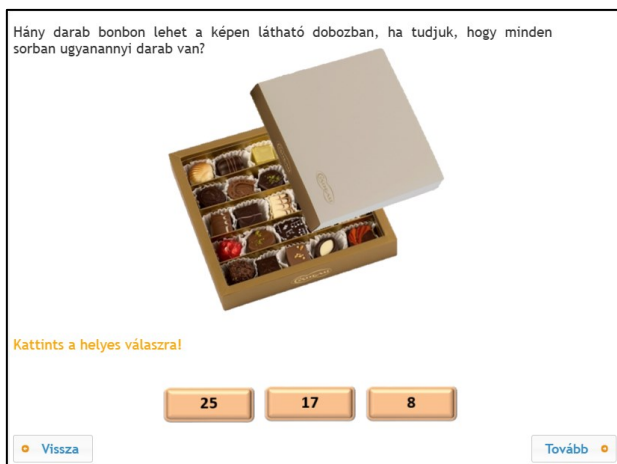 Hány darab bonbon lehet a képen látható dobozban, ha tudjuk, hogy minden
sorban ugyanannyi darab van?
Kattints a helyes válaszra!
25
17
8
Vissza
Tovább